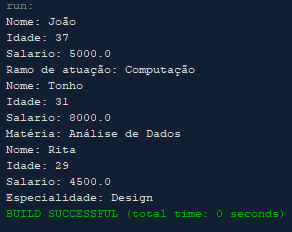 run:
Nome: João
Idade: 37
Salario: 5000.0
Ramo de atuação: Computação
Nome: Tonho
Idade: 31
Salario: 8000.0
Matéria: Análise de Dados
Nome: Rita
Idade: 29
Salario: 4500.0
Especialidade: Design
BUILD SUCCESSFUL (total time: 0 seconds)